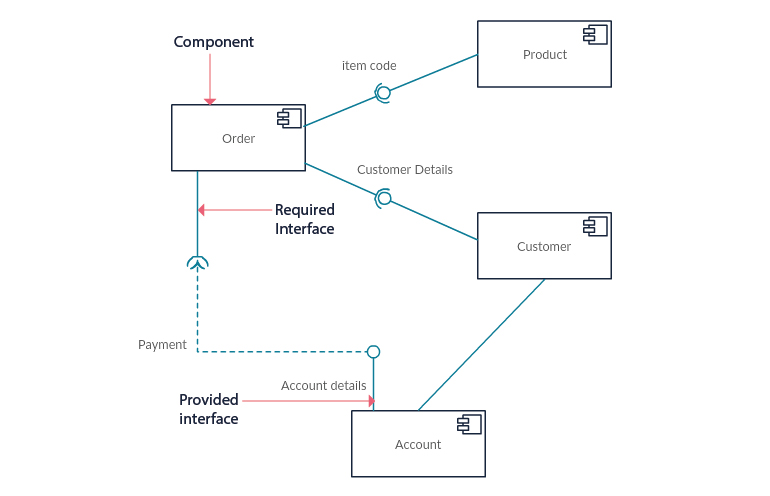 Component
item code
Product
Order
Customer Details
Required
Interface
Customer
Payment
Account details
Provided
interface
Account